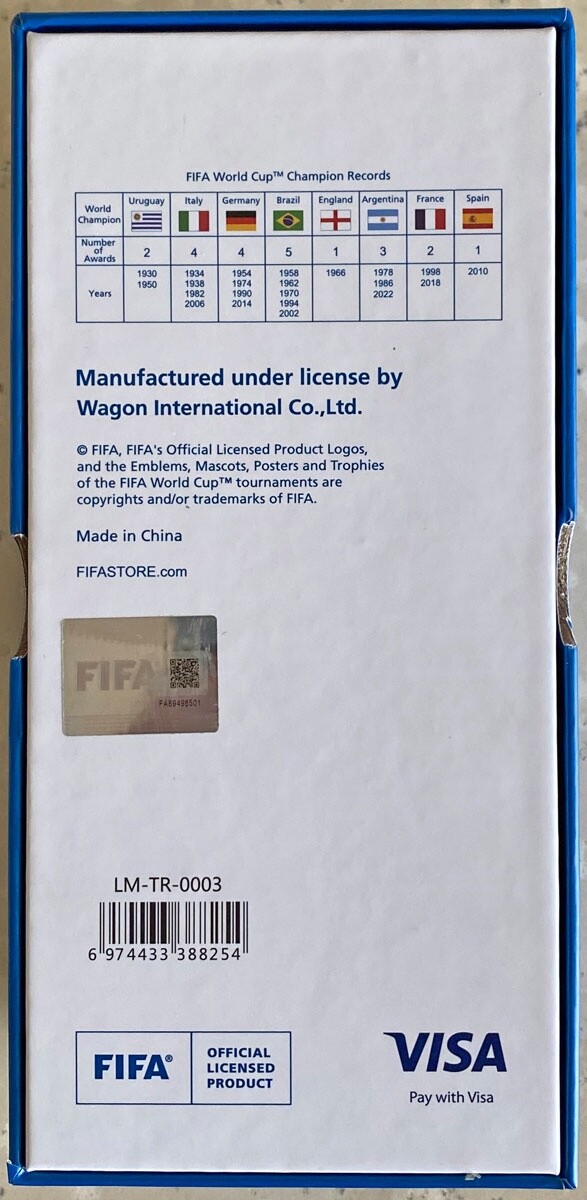 FIFA World Cup™ Champion Records
World Champion Uruguay Italy Germany Brazil England Argentina France Spain
Number of Awards 2 4 4 5 1 3 2 1
Years 1930 1934 1954 1958 1966 1978 1998 2010
1950 1938 1974 1962 1986 2018
1982 1990 1970 2022
2006 2014 1994
2002
Manufactured under license by
Wagon International Co.,Ltd.
© FIFA, FIFA's Official Licensed Product Logos,
and the Emblems, Mascots, Posters and Trophies
of the FIFA World Cup™ tournaments are
copyrights and/or trademarks of FIFA.
Made in China
FIFASTORE.com
FIFA
FA89498501
LM-TR-0003
6 974433 388254
FIFA®
OFFICIAL
LICENSED
PRODUCT
VISA
Pay with Visa